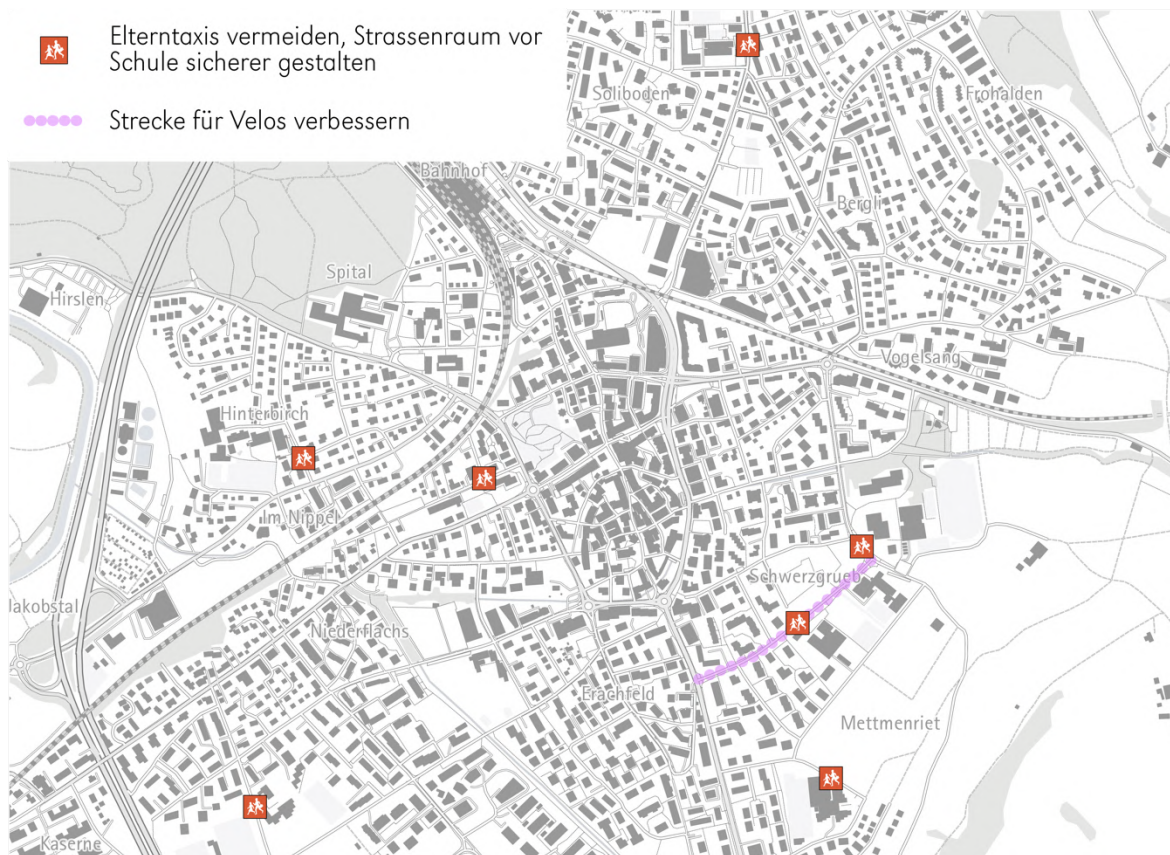 Elterntaxis vermeiden, Strassenraum vor
Schule sicherer gestalten
Strecke für Velos verbessern
Soliboden
Frohalden
Bahnhof
Bergli
Spital
Hirslen
Vogelsang
Hinterbirch
Im Nippel
Schwerzgrueb
Jakobstal
Niederflachs
Erachfeld
Mettmenriet
Kaserne